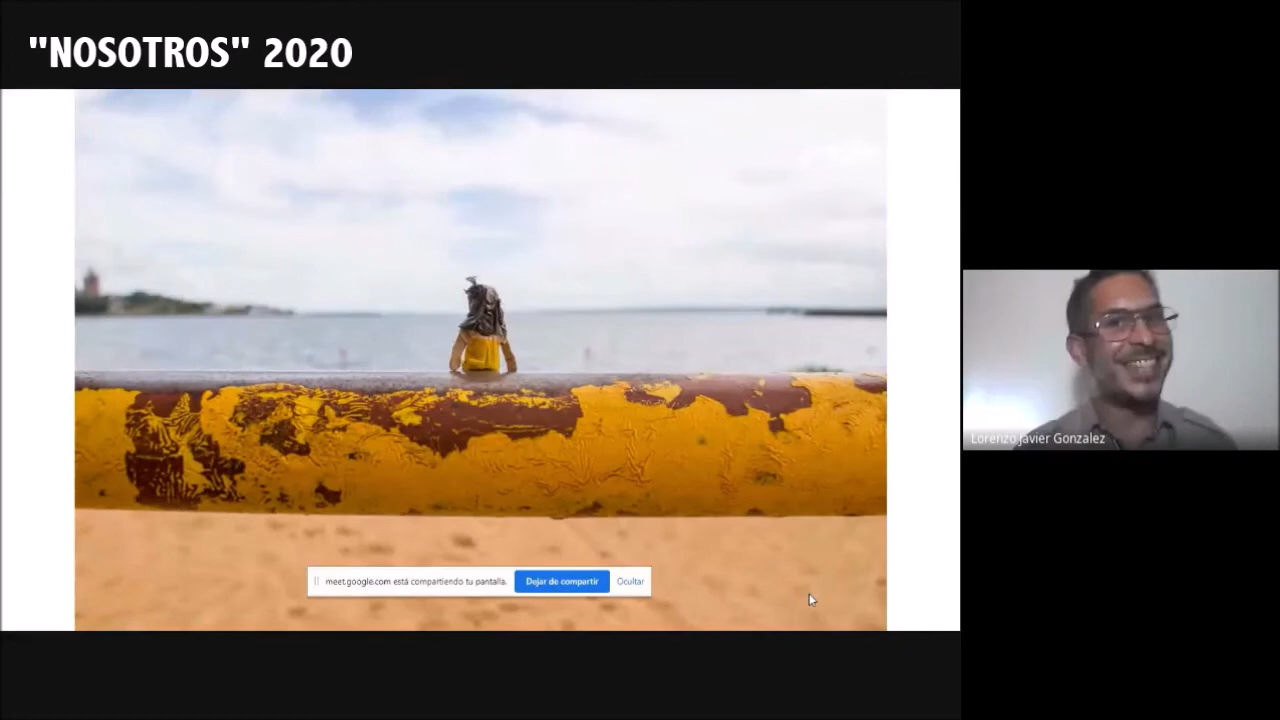 "NOSOTROS" 2020
Lorenzo Javier Gonzalez
meet.google.com está compartiendo tu pantalla. Dejar de compartir Ocultar